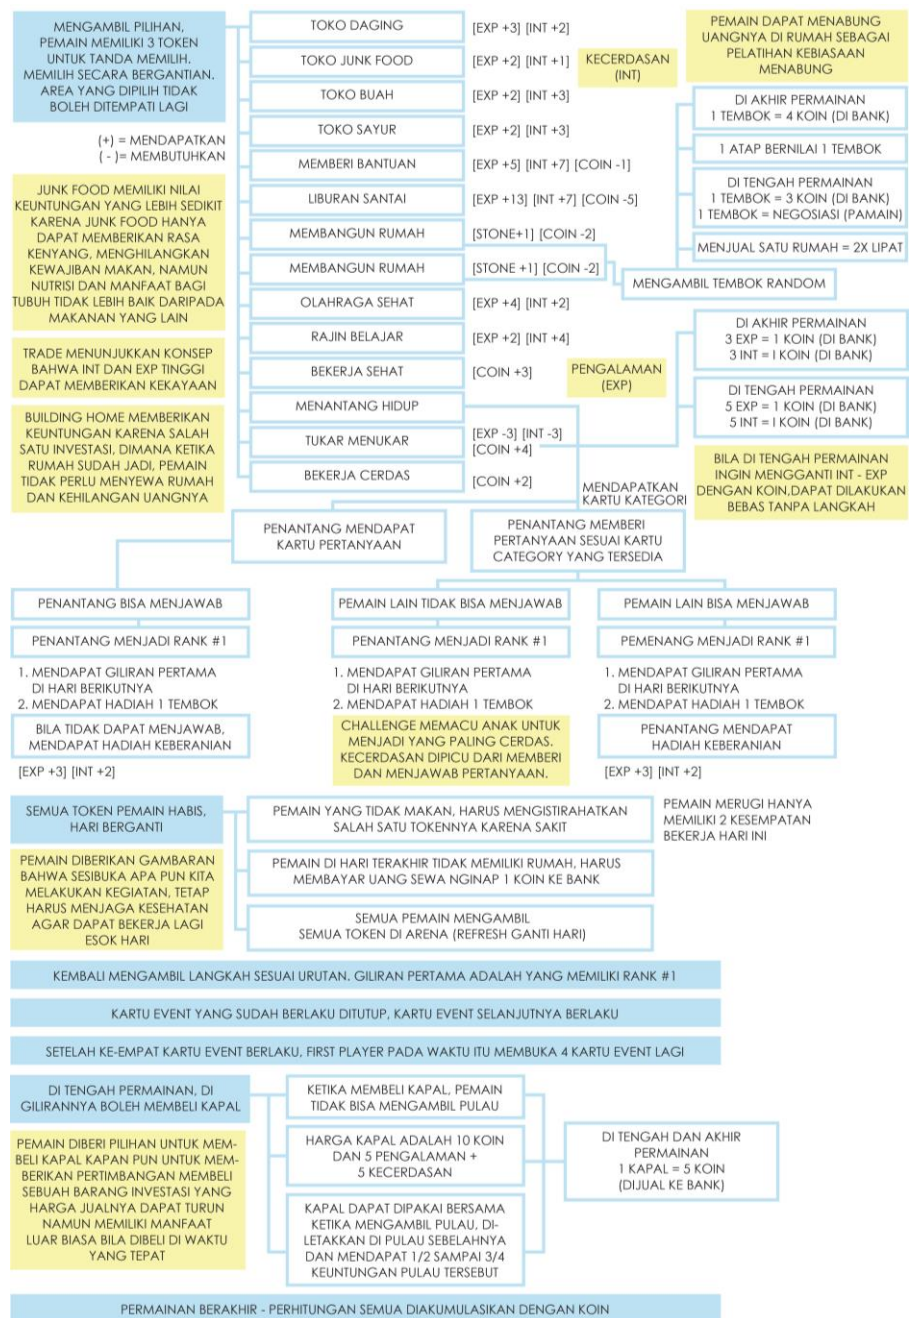 MENGAMBIL PILIHAN,
PEMAIN MEMILIKI 3 TOKEN
UNTUK TANDA MEMILIH.
MEMILIH SECARA BERGANTIAN.
AREA YANG DIPILIH TIDAK
BOLEH DITEMPATI LAGI
(+) = MENDAPATKAN
( - )= MEMBUTUHKAN
JUNK FOOD MEMILIKI NILAI
KEUNTUNGAN YANG LEBIH SEDIKIT
KARENA JUNK FOOD HANYA
DAPAT MEMBERIKAN RASA
KENYANG, MENGHILANGKAN
KEWAJIBAN MAKAN, NAMUN
NUTRISI DAN MANFAAT BAGI
TUBUH TIDAK LEBIH BAIK DARIPADA
MAKANAN YANG LAIN
TRADE MENUNJUKKAN KONSEP
BAHWA INT DAN EXP TINGGI
DAPAT MEMBERIKAN KEKAYAAN
BUILDING HOME MEMBERIKAN
KEUNTUNGAN KARENA SALAH
SATU INVESTASI, DIMANA KETIKA
RUMAH SUDAH JADI, PEMAIN
TIDAK PERLU MENYEWA RUMAH
DAN KEHILANGAN UANGNYA
TOKO DAGING [EXP +3] [INT +2]
TOKO JUNK FOOD [EXP +2] [INT +1]
TOKO BUAH [EXP +2] [INT +3]
TOKO SAYUR [EXP +2] [INT +3]
MEMBERI BANTUAN [EXP +5] [INT +7] [COIN -1]
LIBURAN SANTAI [EXP +13] [INT +7] [COIN -5]
MEMBANGUN RUMAH [STONE+1] [COIN -2]
MEMBANGUN RUMAH [STONE +1] [COIN -2]
OLAHRAGA SEHAT [EXP +4] [INT +2]
RAJIN BELAJAR [EXP +2] [INT +4]
BEKERJA SEHAT [COIN +3]
MENANTANG HIDUP
TUKAR MENUKAR [EXP -3] [INT -3]
[COIN +4]
BEKERJA CERDAS [COIN +2]
KECERDASAN
(INT)
PENGALAMAN
(EXP)
PEMAIN DAPAT MENABUNG
UANGNYA DI RUMAH SEBAGAI
PELATIHAN KEBIASAAN
MENABUNG
DI AKHIR PERMAINAN
1 TEMBOK = 4 KOIN (DI BANK)
1 ATAP BERNILAI 1 TEMBOK
DI TENGAH PERMAINAN
1 TEMBOK = 3 KOIN (DI BANK)
1 TEMBOK = NEGOSIASI (PAMAIN)
MENJUAL SATU RUMAH = 2X LIPAT
MENGAMBIL TEMBOK RANDOM
DI AKHIR PERMAINAN
3 EXP = 1 KOIN (DI BANK)
3 INT = I KOIN (DI BANK)
DI TENGAH PERMAINAN
5 EXP = 1 KOIN (DI BANK)
5 INT = I KOIN (DI BANK)
BILA DI TENGAH PERMAINAN
INGIN MENGGANTI INT - EXP
DENGAN KOIN,DAPAT DILAKUKAN
BEBAS TANPA LANGKAH
MENDAPATKAN
KARTU KATEGORI
PENANTANG MENDAPAT
KARTU PERTANYAAN
PENANTANG MEMBERI
PERTANYAAN SESUAI KARTU
CATEGORY YANG TERSEDIA
PENANTANG BISA MENJAWAB
PENANTANG MENJADI RANK #1
1. MENDAPAT GILIRAN PERTAMA
DI HARI BERIKUTNYA
2. MENDAPAT HADIAH 1 TEMBOK
BILA TIDAK DAPAT MENJAWAB,
MENDAPAT HADIAH KEBERANIAN
[EXP +3] [INT +2]
PEMAIN LAIN TIDAK BISA MENJAWAB
PENANTANG MENJADI RANK #1
1. MENDAPAT GILIRAN PERTAMA
DI HARI BERIKUTNYA
2. MENDAPAT HADIAH 1 TEMBOK
CHALLENGE MEMACU ANAK UNTUK
MENJADI YANG PALING CERDAS.
KECERDASAN DIPICU DARI MEMBERI
DAN MENJAWAB PERTANYAAN.
PEMAIN LAIN BISA MENJAWAB
PEMENANG MENJADI RANK #1
1. MENDAPAT GILIRAN PERTAMA
DI HARI BERIKUTNYA
2. MENDAPAT HADIAH 1 TEMBOK
PENANTANG MENDAPAT
HADIAH KEBERANIAN
[EXP +3] [INT +2]
SEMUA TOKEN PEMAIN HABIS,
HARI BERGANTI
PEMAIN DIBERIKAN GAMBARAN
BAHWA SESIBUKA APA PUN KITA
MELAKUKAN KEGIATAN, TETAP
HARUS MENJAGA KESEHATAN
AGAR DAPAT BEKERJA LAGI
ESOK HARI
PEMAIN YANG TIDAK MAKAN, HARUS MENGISTIRAHATKAN
SALAH SATU TOKENNYA KARENA SAKIT
PEMAIN MERUGI HANYA
MEMILIKI 2 KESEMPATAN
BEKERJA HARI INI
PEMAIN DI HARI TERAKHIR TIDAK MEMILIKI RUMAH, HARUS
MEMBAYAR UANG SEWA NGINAP 1 KOIN KE BANK
SEMUA PEMAIN MENGAMBIL
SEMUA TOKEN DI ARENA (REFRESH GANTI HARI)
KEMBALI MENGAMBIL LANGKAH SESUAI URUTAN. GILIRAN PERTAMA ADALAH YANG MEMILIKI RANK #1
KARTU EVENT YANG SUDAH BERLAKU DITUTUP, KARTU EVENT SELANJUTNYA BERLAKU
SETELAH KE-EMPAT KARTU EVENT BERLAKU, FIRST PLAYER PADA WAKTU ITU MEMBUKA 4 KARTU EVENT LAGI
DI TENGAH PERMAINAN, DI
GILIRANNYA BOLEH MEMBELI KAPAL
PEMAIN DIBERI PILIHAN UNTUK MEM-
BELI KAPAL KAPAN PUN UNTUK MEM-
BERIKAN PERTIMBANGAN MEMBELI
SEBUAH BARANG INVESTASI YANG
HARGA JUALNYA DAPAT TURUN
NAMUN MEMILIKI MANFAAT
LUAR BIASA BILA DIBELI DI WAKTU
YANG TEPAT
KETIKA MEMBELI KAPAL, PEMAIN
TIDAK BISA MENGAMBIL PULAU
HARGA KAPAL ADALAH 10 KOIN
DAN 5 PENGALAMAN +
5 KECERDASAN
KAPAL DAPAT DIPAKAI BERSAMA
KETIKA MENGAMBIL PULAU, DI-
LETAKKAN DI PULAU SEBELAHNYA
DAN MENDAPAT 1/2 SAMPAI 3/4
KEUNTUNGAN PULAU TERSEBUT
DI TENGAH DAN AKHIR
PERMAINAN
1 KAPAL = 5 KOIN
(DIJUAL KE BANK)
PERMAINAN BERAKHIR - PERHITUNGAN SEMUA DIAKUMULASIKAN DENGAN KOIN